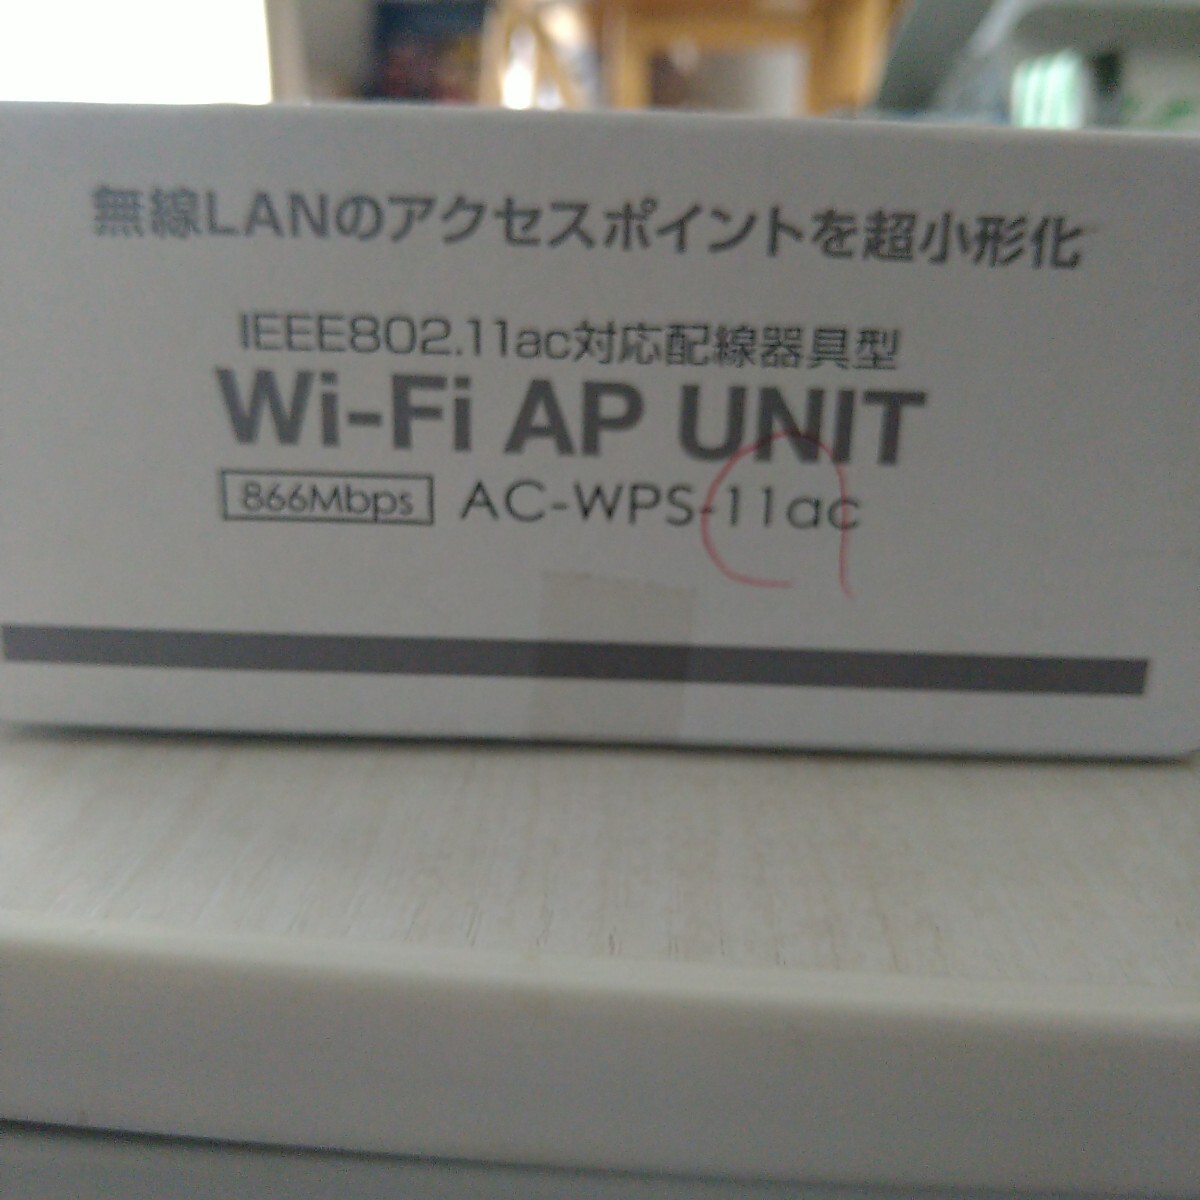 無線LANのアクセスポイントを超小形化
IEEE802.11ac対応配線器具型
Wi-Fi AP UNIT
866Mbps AC-WPS-11ac